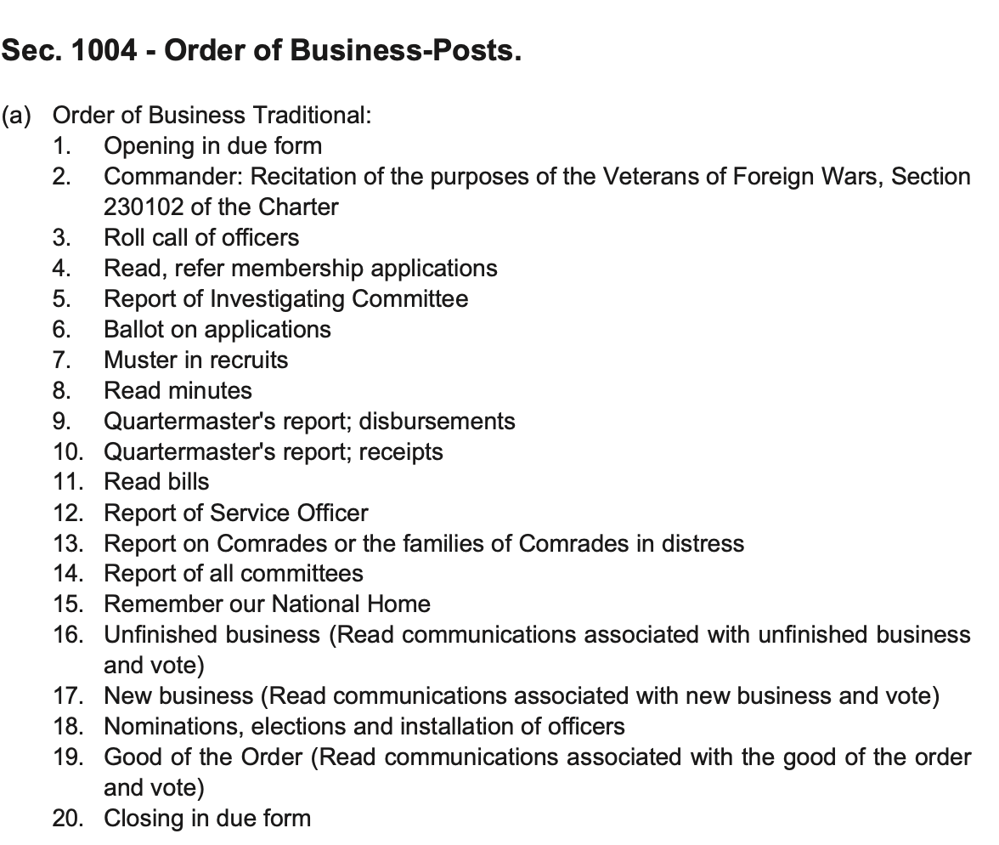 Sec. 1004 - Order of Business-Posts.
(a) Order of Business Traditional:
1. Opening in due form
2. Commander: Recitation of the purposes of the Veterans of Foreign Wars, Section
230102 of the Charter
3. Roll call of officers
4. Read, refer membership applications
5. Report of Investigating Committee
6. Ballot on applications
7. Muster in recruits
8. Read minutes
9. Quartermaster's report; disbursements
10. Quartermaster's report; receipts
11. Read bills
12. Report of Service Officer
13. Report on Comrades or the families of Comrades in distress
14. Report of all committees
15. Remember our National Home
16. Unfinished business (Read communications associated with unfinished business
and vote)
17. New business (Read communications associated with new business and vote)
18. Nominations, elections and installation of officers
19. Good of the Order (Read communications associated with the good of the order
and vote)
20. Closing in due form